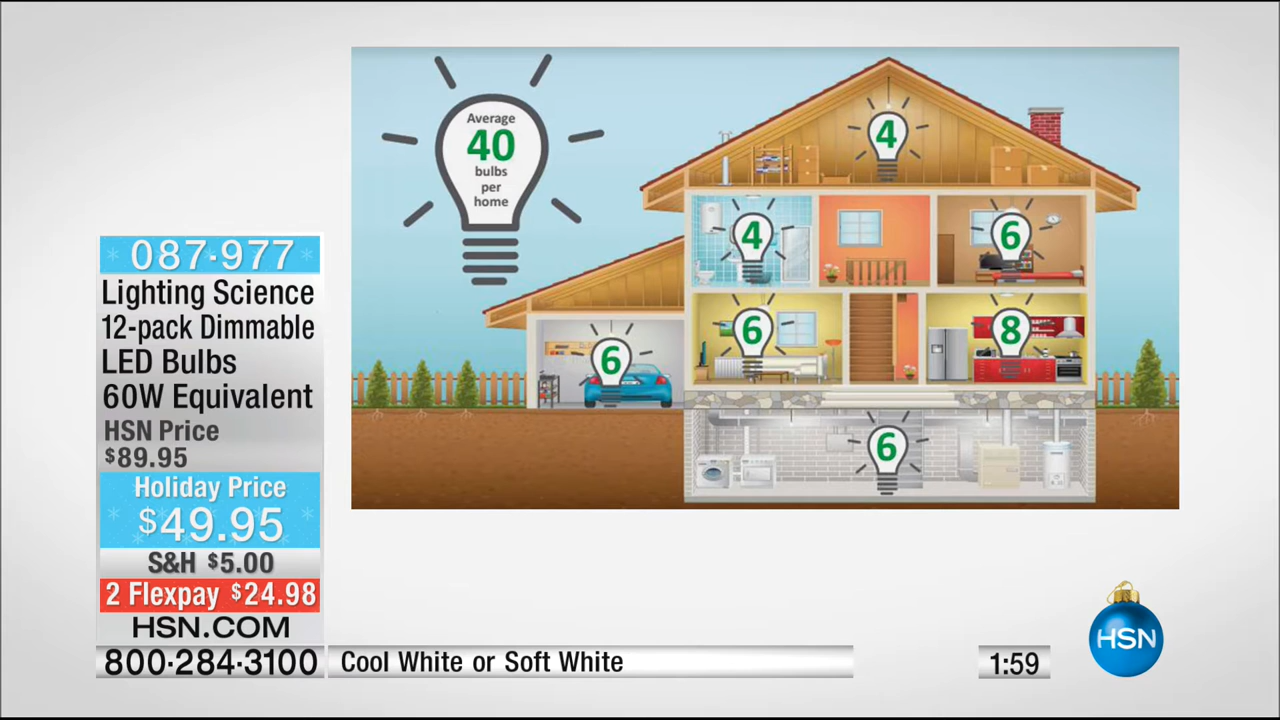 Average
40
bulbs
per
home
4
4
6
6
8
6
6
087-977
Lighting Science
12-pack Dimmable
LED Bulbs
60W Equivalent
HSN Price
$89.95
Holiday Price
$49.95
S&H $5.00
2 Flexpay $24.98
HSN.COM
800-284-3100
Cool White or Soft White
1:59
HSN